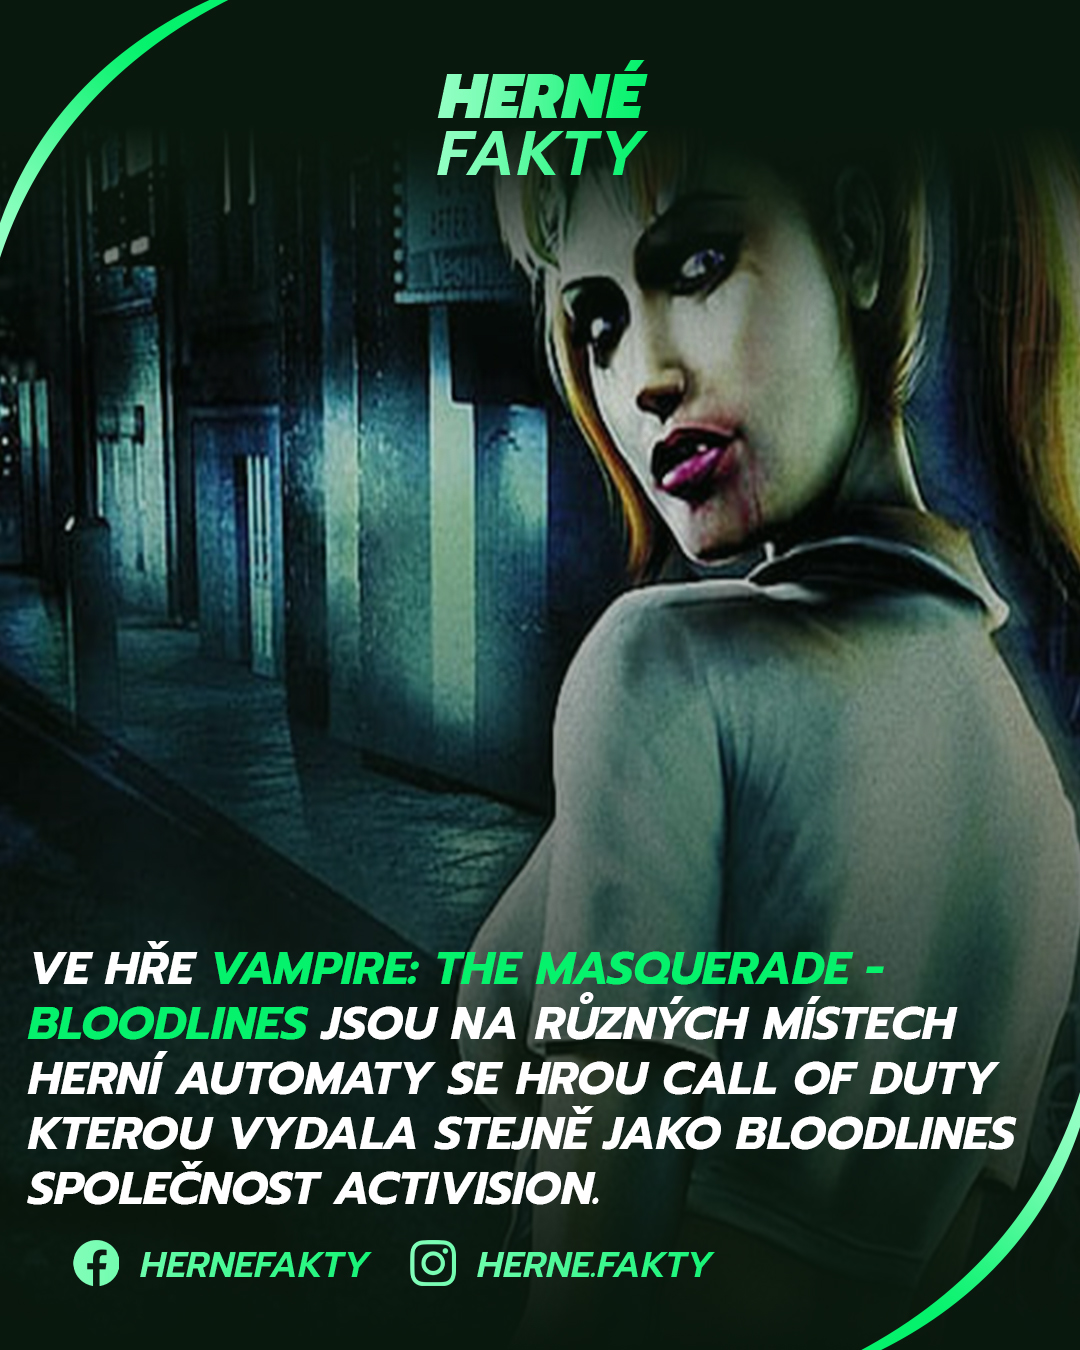 HERNÉ
FAKTY
VE HŘE VAMPIRE: THE MASQUERADE -
BLOODLINES JSOU NA RŮZNÝCH MÍSTECH
HERNÍ AUTOMATY SE HROU CALL OF DUTY
KTEROU VYDALA STEJNĚ JAKO BLOODLINES
SPOLEČNOST ACTIVISION.
HERNEFAKTY HERNE.FAKTY